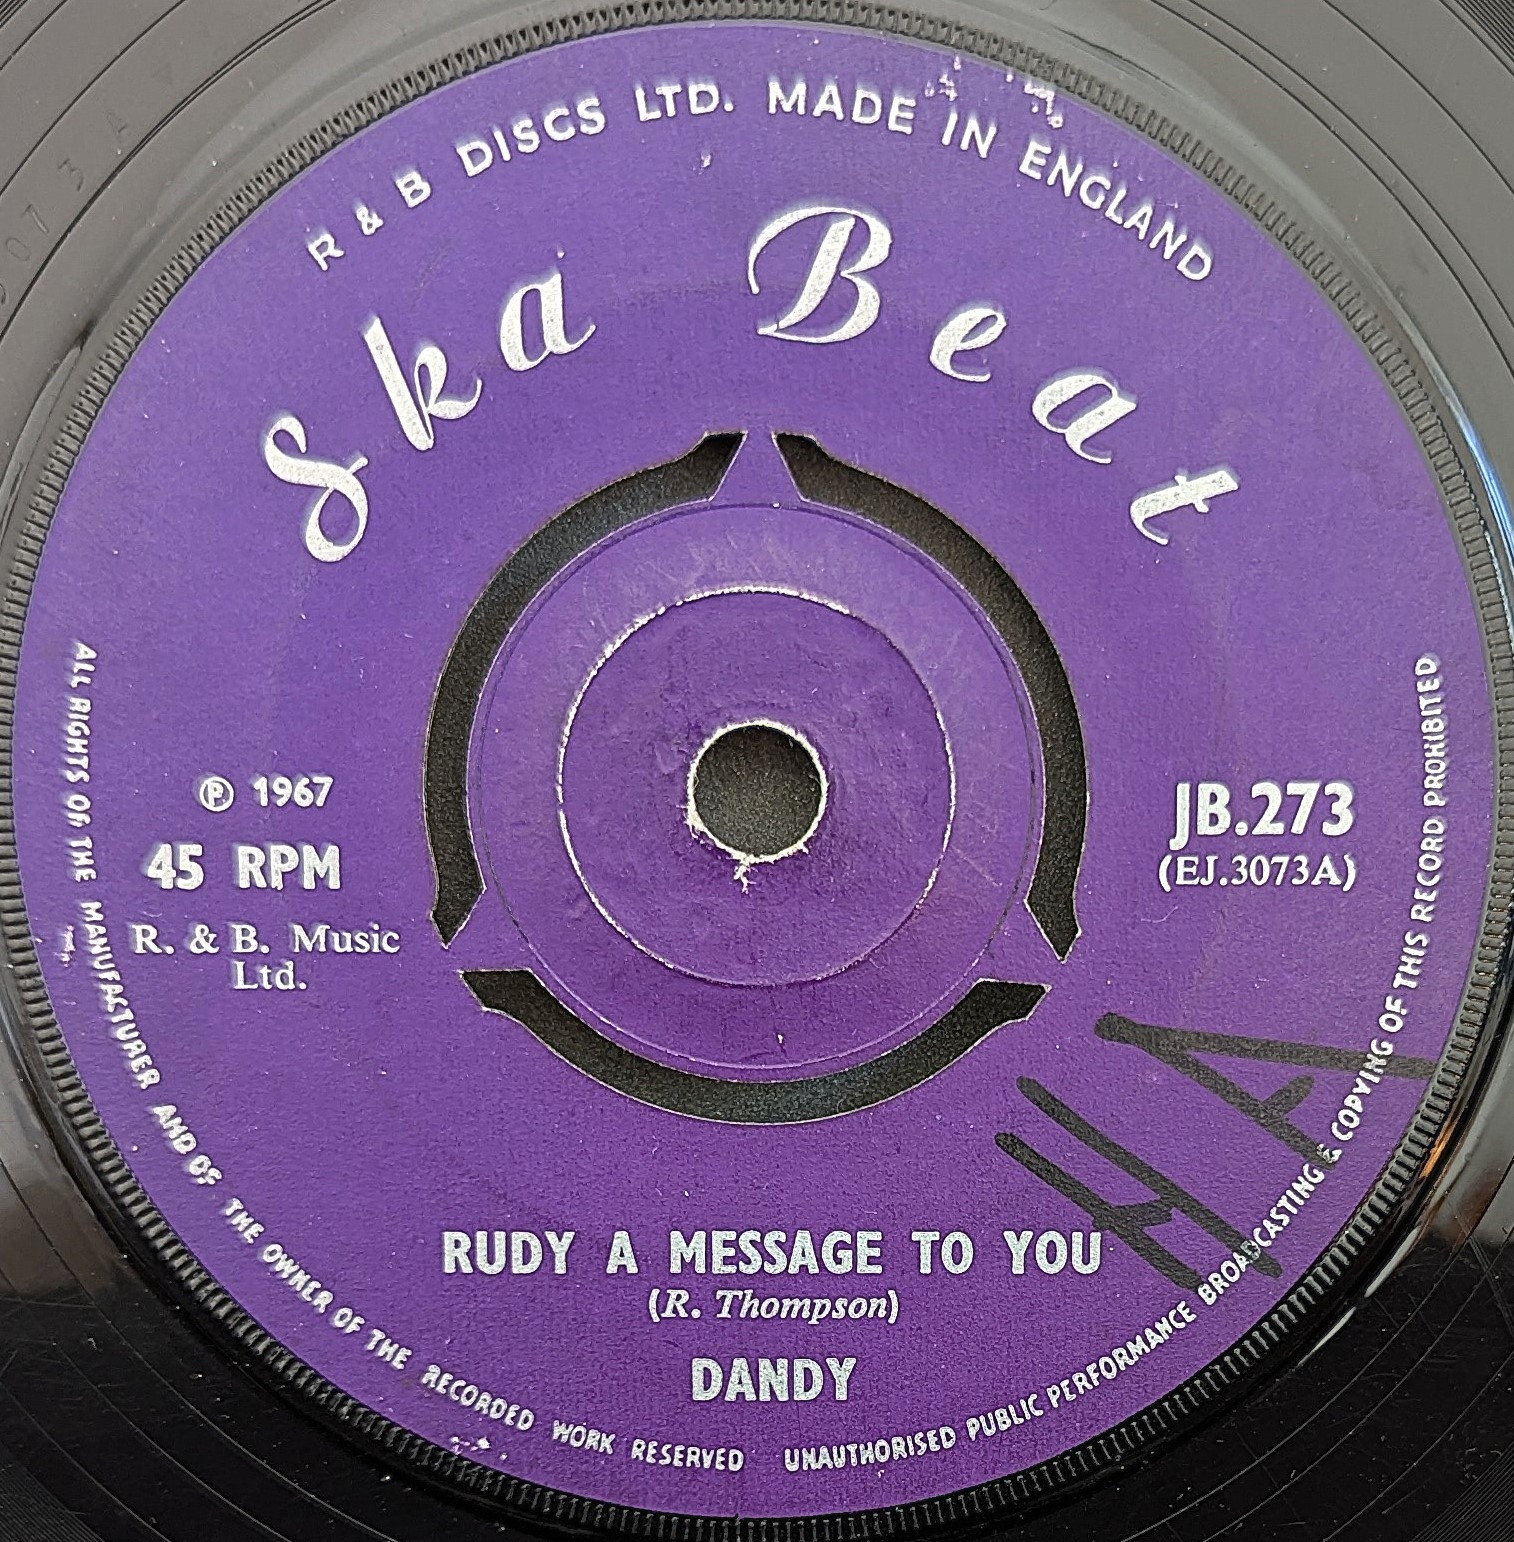 R & B DISCS LTD. MADE IN ENGLAND
Ska Beat
℗ 1967
45 RPM
R. & B. Music
Ltd.
JB.273
(EJ.3073A)
HA
RUDY A MESSAGE TO YOU
(R. Thompson)
DANDY
ALL RIGHTS OF THE MANUFACTURER AND OF THE OWNER OF THE RECORDED WORK RESERVED UNAUTHORISED PUBLIC PERFORMANCE BROADCASTING & COPYING OF THIS RECORD PROHIBITED